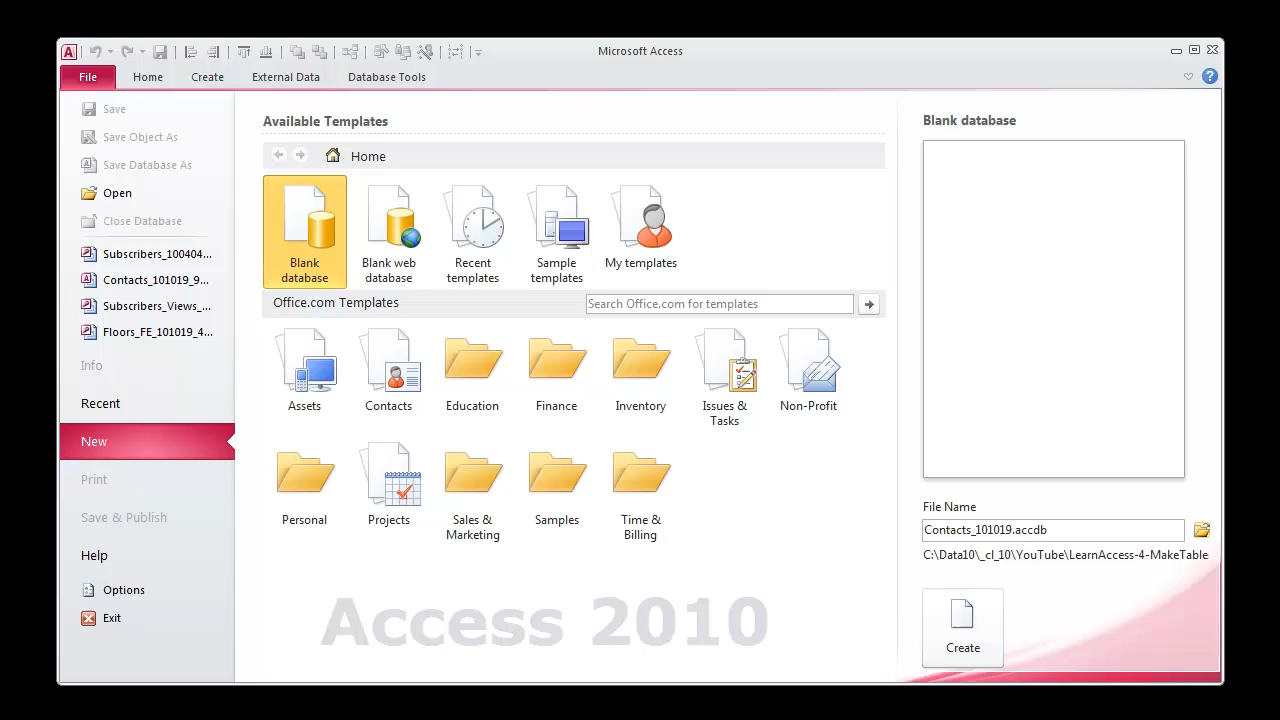 Microsoft Access
File Home Create External Data Database Tools
Save
Save Object As
Save Database As
Open
Close Database
Subscribers_100404...
Contacts_101019_9...
Subscribers_Views_...
Floors_FE_101019_4...
Info
Recent
New
Print
Save & Publish
Help
Options
Exit
Available Templates
Home
Blank
database
Blank web
database
Recent
templates
Sample
templates
My templates
Office.com Templates
Search Office.com for templates
Assets
Contacts
Education
Finance
Inventory
Issues &
Tasks
Non-Profit
Personal
Projects
Sales &
Marketing
Samples
Time &
Billing
Access 2010
Blank database
File Name
Contacts_101019.accdb
C:\Data10\_cl_10\YouTube\LearnAccess-4-MakeTable
Create